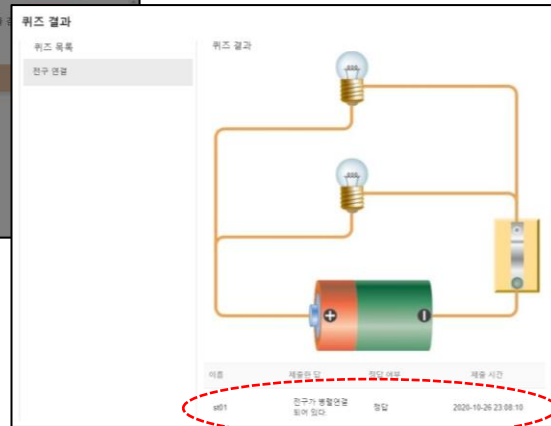 퀴즈 결과
퀴즈 목록
퀴즈 결과
전구 연결
+
−
이름 제출한 답 정답 여부 제출 시간
st01 전구가 병렬연결 되어 있다. 정답 2020-10-26 23:08:10